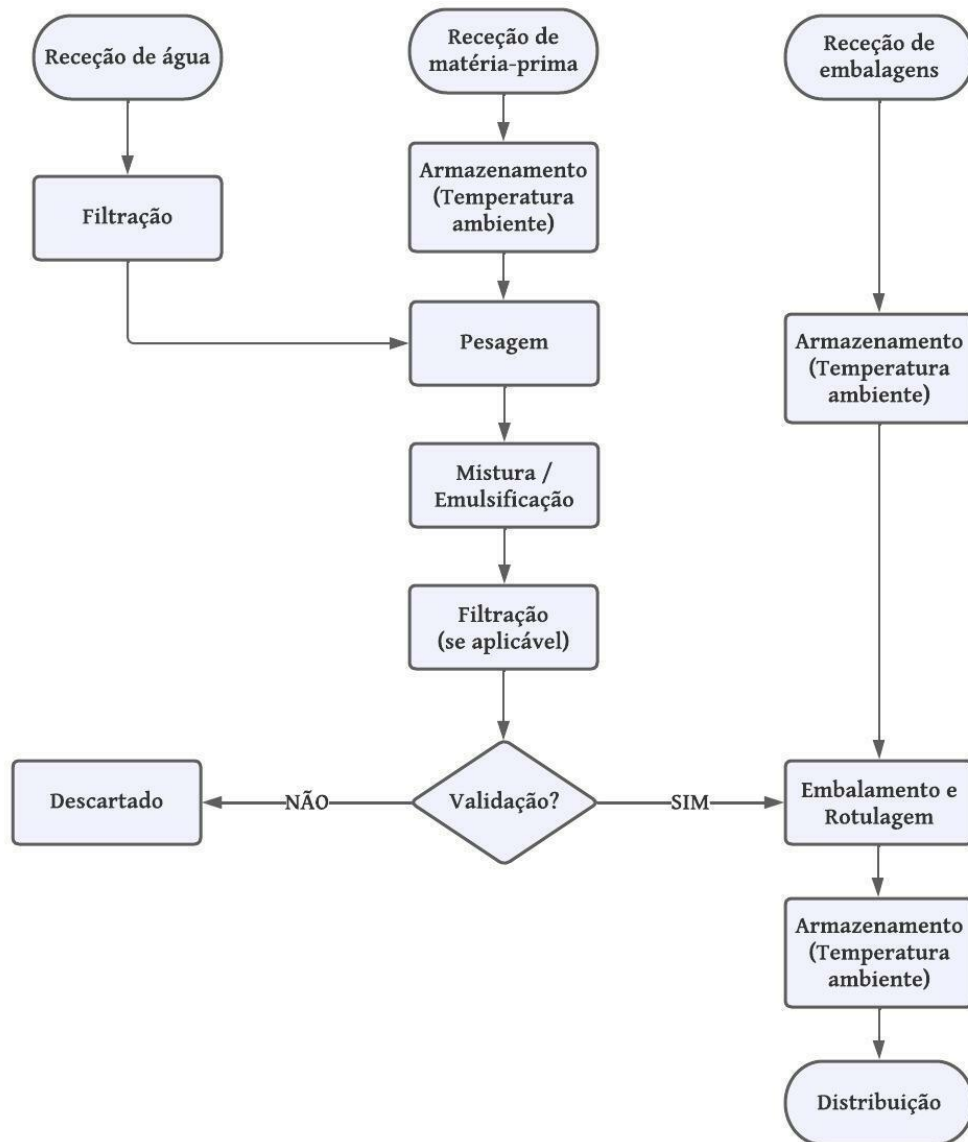 Receção de água
Receção de
matéria-prima
Receção de
embalagens
Filtração
Armazenamento
(Temperatura
ambiente)
Pesagem
Armazenamento
(Temperatura
ambiente)
Mistura /
Emulsificação
Filtração
(se aplicável)
Descartado
NÃO
Validação?
SIM
Embalamento e
Rotulagem
Armazenamento
(Temperatura
ambiente)
Distribuição